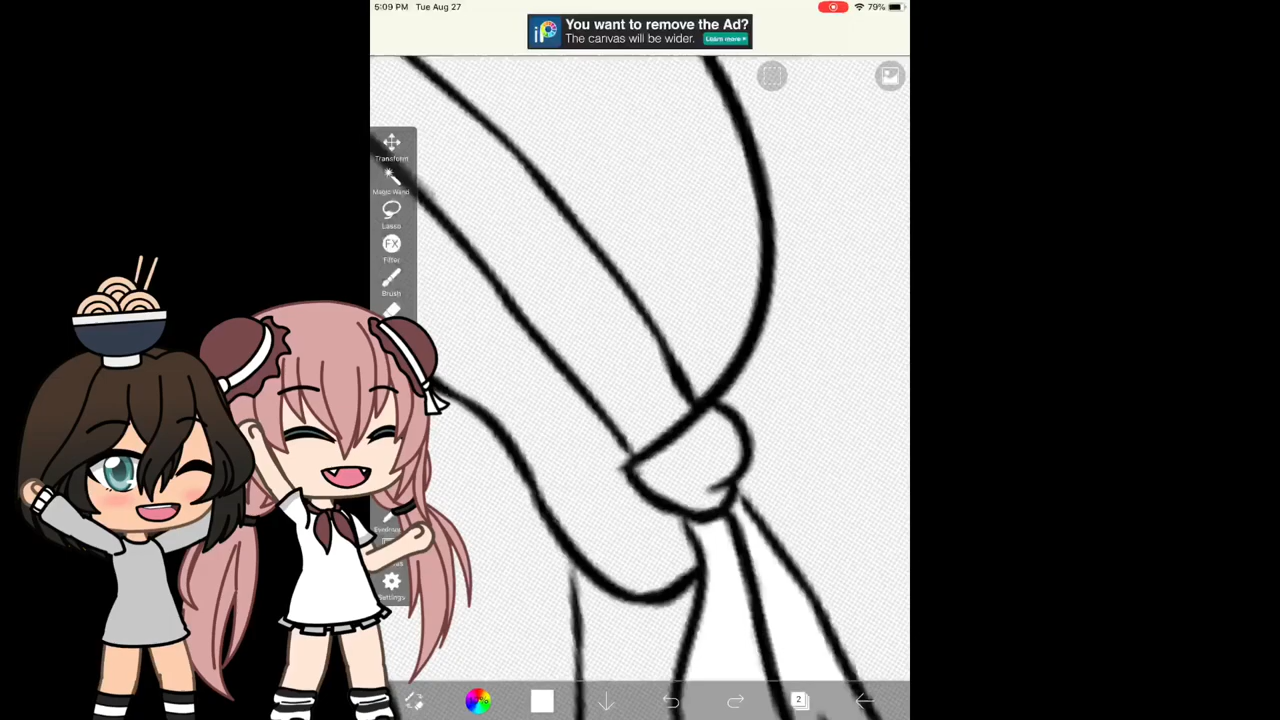 5:09 PM Tue Aug 27
79%
You want to remove the Ad?
The canvas will be wider.
Learn more
Transform
Magic Wand
Lasso
FX
Filter
Brush
Settings
2